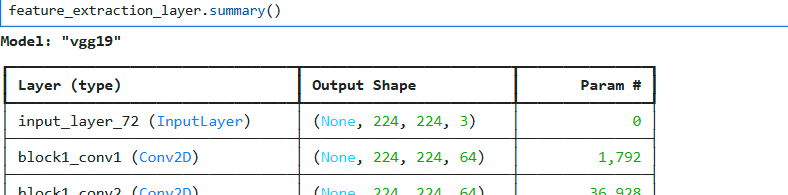 feature_extraction_layer.summary()
Model: "vgg19"
Layer (type) Output Shape Param #
input_layer_72 (InputLayer) (None, 224, 224, 3) 0
block1_conv1 (Conv2D) (None, 224, 224, 64) 1,792
block1_conv2 (Conv2D) (None, 224, 224, 64) 36,928